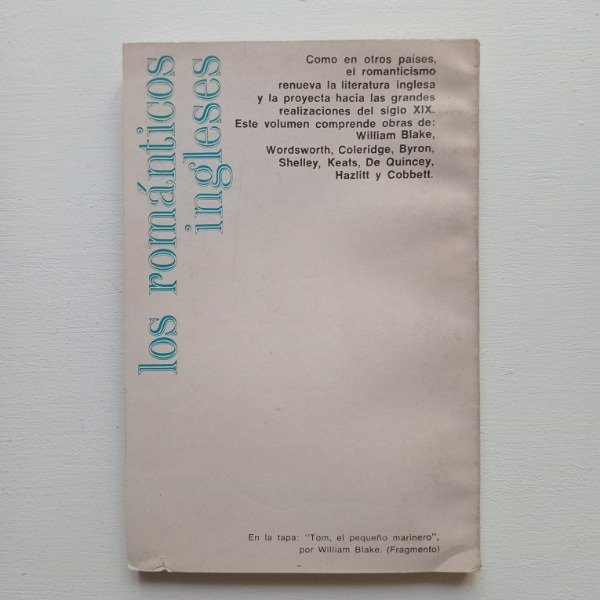 los románticos
ingleses
Como en otros países,
el romanticismo
renueva la literatura inglesa
y la proyecta hacia las grandes
realizaciones del siglo XIX.
Este volumen comprende obras de:
William Blake,
Wordsworth, Coleridge, Byron,
Shelley, Keats, De Quincey,
Hazlitt y Cobbett.
En la tapa: "Tom, el pequeño marinero",
por William Blake. (Fragmento)